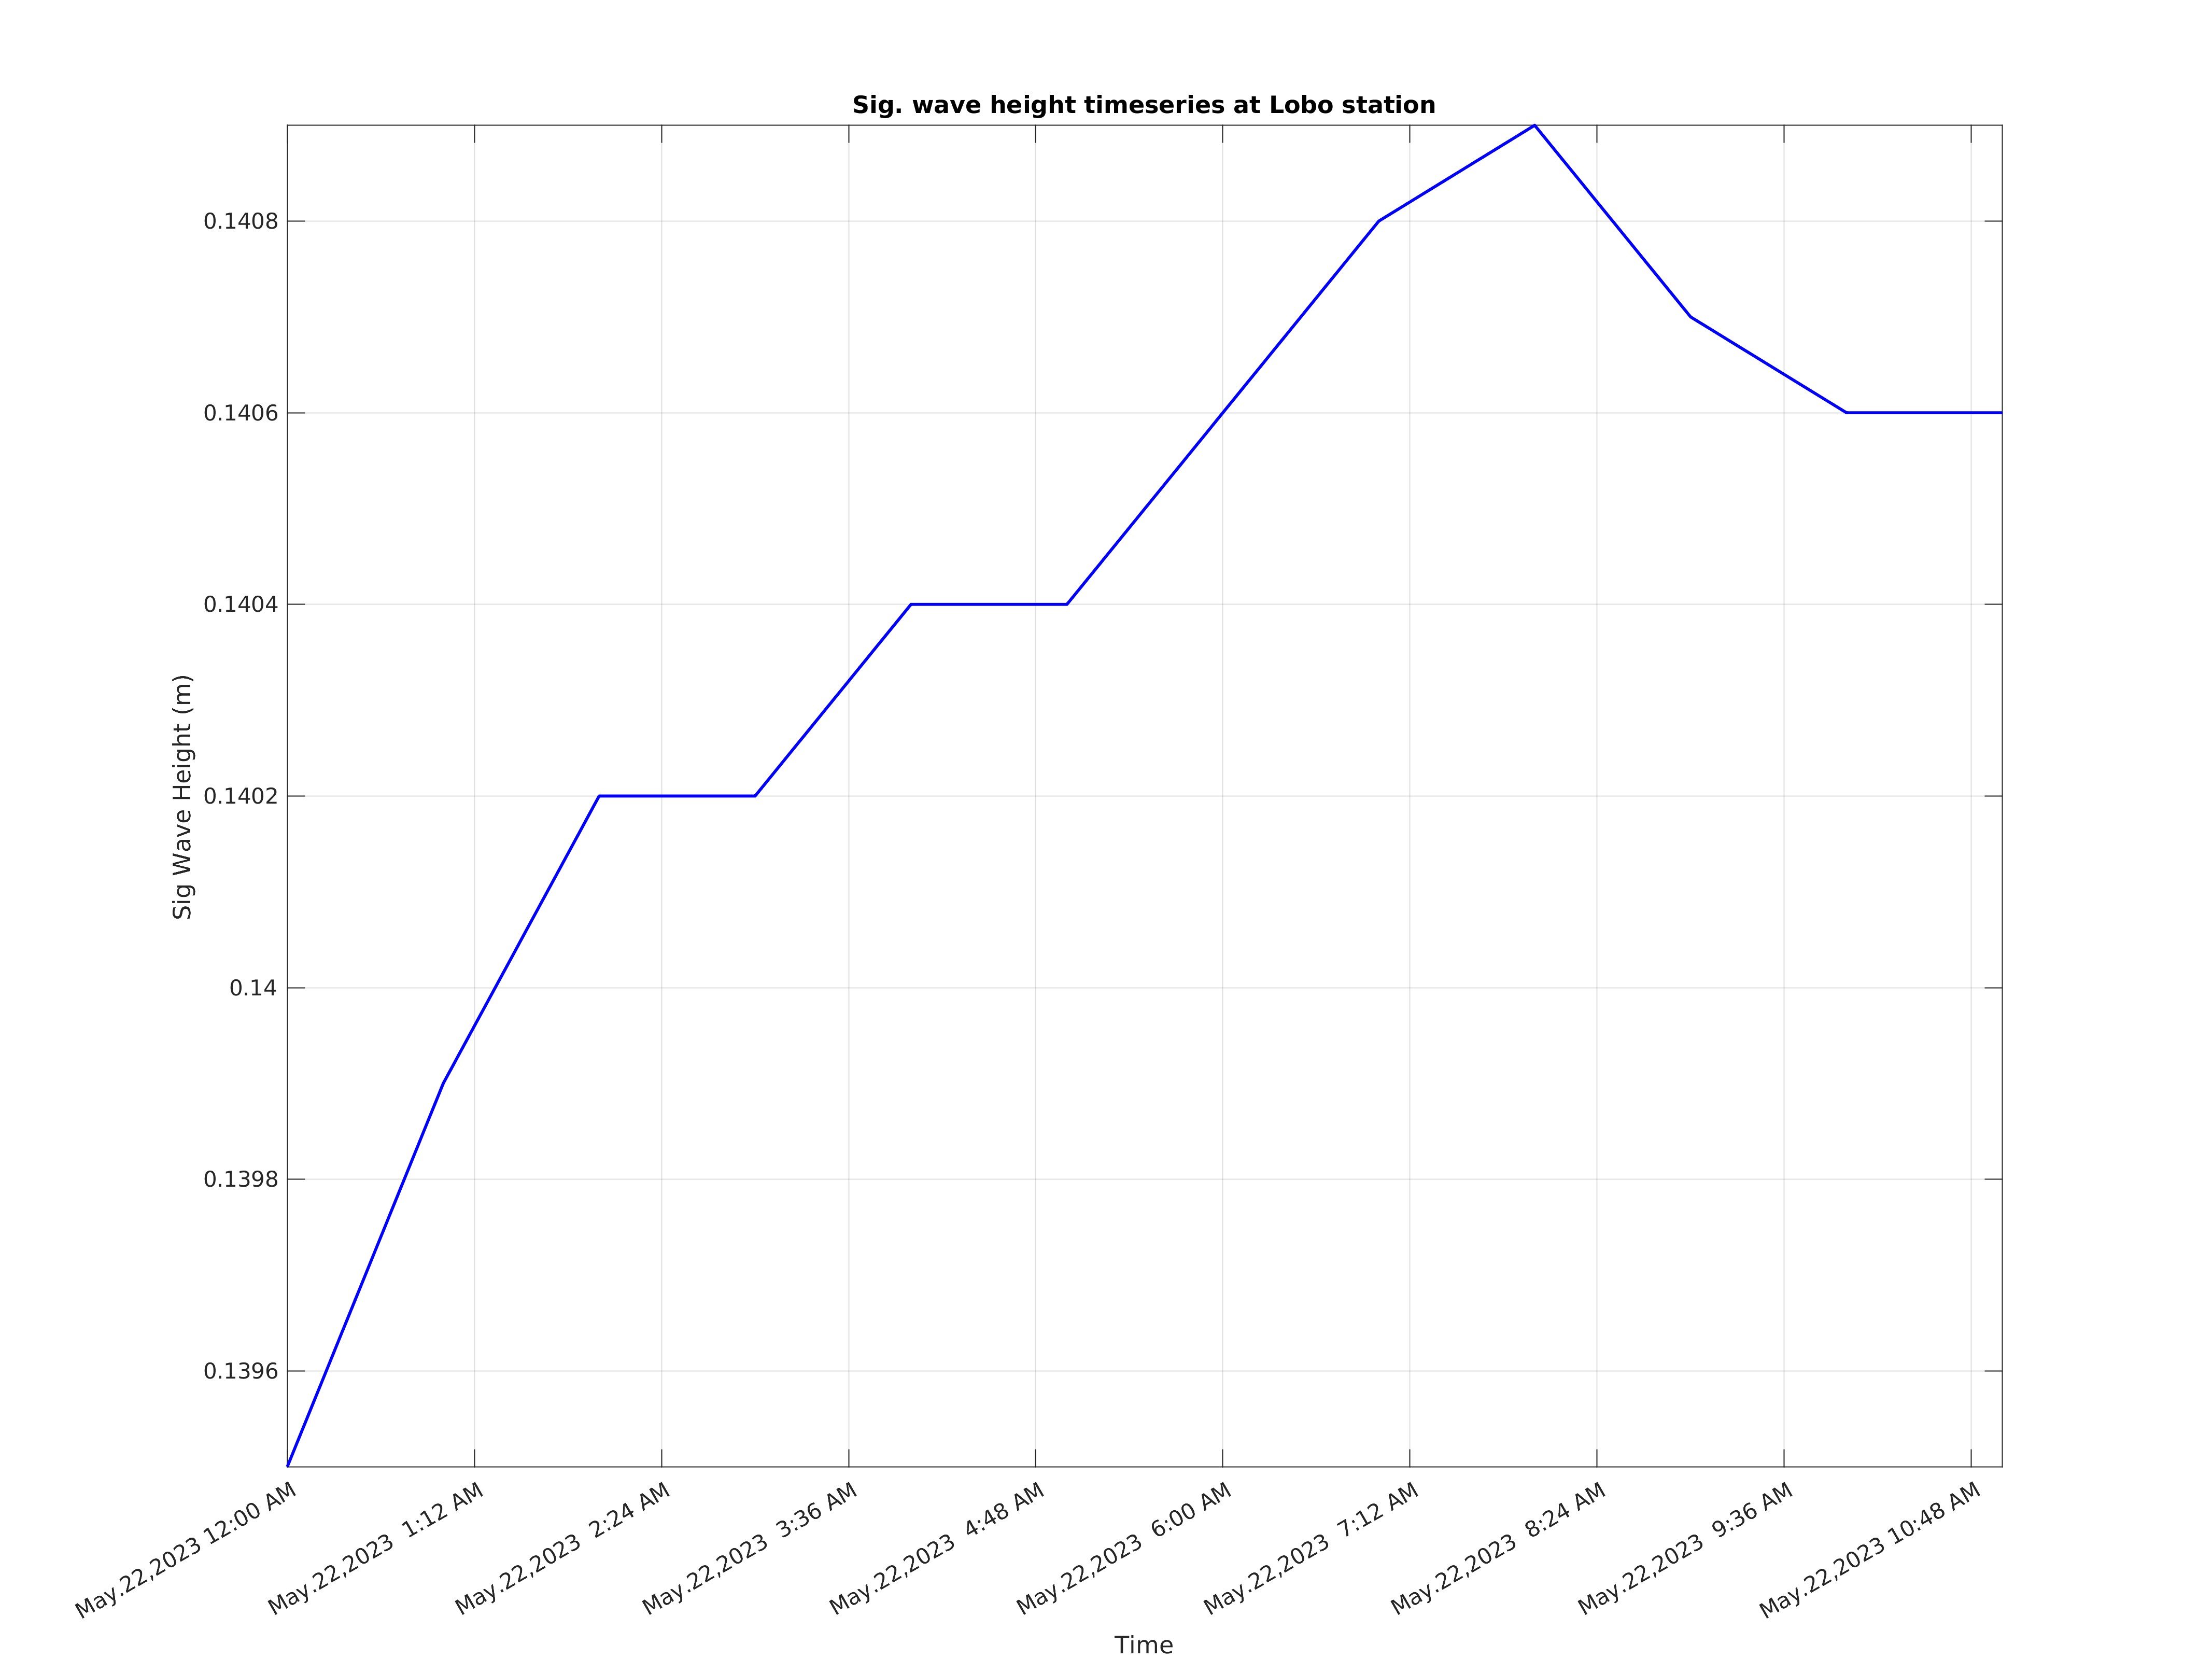 Sig. wave height timeseries at Lobo station
Sig Wave Height (m)
0.1408
0.1406
0.1404
0.1402
0.14
0.1398
0.1396
May.22,2023 12:00 AM
May.22,2023  1:12 AM
May.22,2023  2:24 AM
May.22,2023  3:36 AM
May.22,2023  4:48 AM
May.22,2023  6:00 AM
May.22,2023  7:12 AM
May.22,2023  8:24 AM
May.22,2023  9:36 AM
May.22,2023 10:48 AM
Time